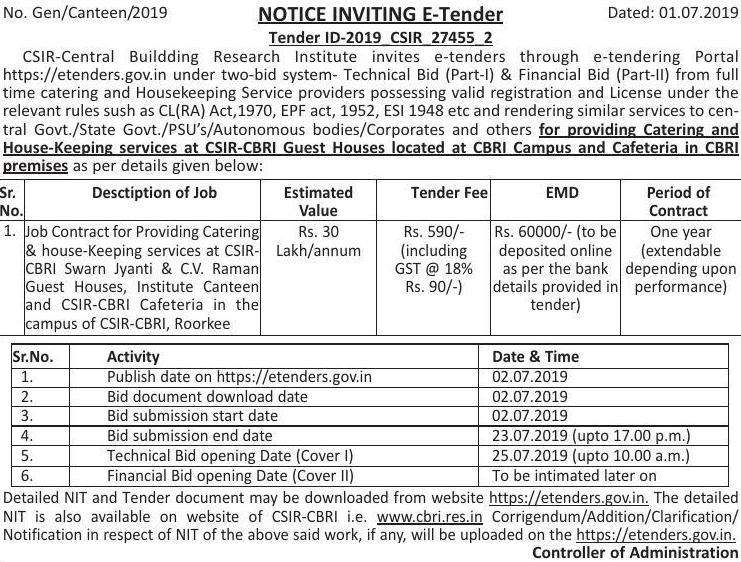 No. Gen/Canteen/2019 NOTICE INVITING E-Tender Dated: 01.07.2019
Tender ID-2019_CSIR_27455_2
CSIR-Central Buildding Research Institute invites e-tenders through e-tendering Portal
https://etenders.gov.in under two-bid system- Technical Bid (Part-I) & Financial Bid (Part-II) from full
time catering and Housekeeping Service providers possessing valid registration and License under the
relevant rules sush as CL(RA) Act,1970, EPF act, 1952, ESI 1948 etc and rendering similar services to cen-
tral Govt./State Govt./PSU's/Autonomous bodies/Corporates and others for providing Catering and
House-Keeping services at CSIR-CBRI Guest Houses located at CBRI Campus and Cafeteria in CBRI
premises as per details given below:
Sr. Desctiption of Job Estimated Tender Fee EMD Period of
No. Value Contract
1. Job Contract for Providing Catering Rs. 30 Rs. 590/- Rs. 60000/- (to be One year
& house-Keeping services at CSIR- Lakh/annum (including deposited online (extendable
CBRI Swarn Jyanti & C.V. Raman GST @ 18% as per the bank depending upon
Guest Houses, Institute Canteen Rs. 90/-) details provided in performance)
and CSIR-CBRI Cafeteria in the tender)
campus of CSIR-CBRI, Roorkee
Sr.No. Activity Date & Time
1. Publish date on https://etenders.gov.in 02.07.2019
2. Bid document download date 02.07.2019
3. Bid submission start date 02.07.2019
4. Bid submission end date 23.07.2019 (upto 17.00 p.m.)
5. Technical Bid opening Date (Cover I) 25.07.2019 (upto 10.00 a.m.)
6. Financial Bid opening Date (Cover II) To be intimated later on
Detailed NIT and Tender document may be downloaded from website https://etenders.gov.in. The detailed
NIT is also available on website of CSIR-CBRI i.e. www.cbri.res.in Corrigendum/Addition/Clarification/
Notification in respect of NIT of the above said work, if any, will be uploaded on the https://etenders.gov.in.
Controller of Administration